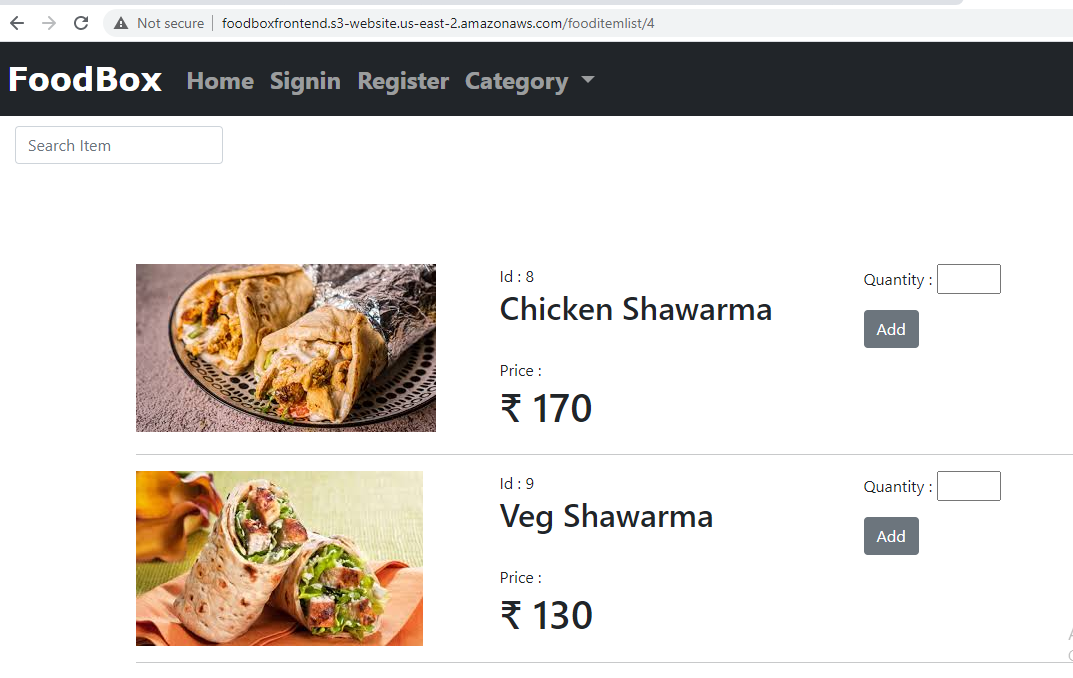 Not secure | foodboxfrontend.s3-website.us-east-2.amazonaws.com/fooditemlist/4
FoodBox Home Signin Register Category
Search Item
Id : 8
Chicken Shawarma
Price :
₹ 170
Quantity :
Add
Id : 9
Veg Shawarma
Price :
₹ 130
Quantity :
Add